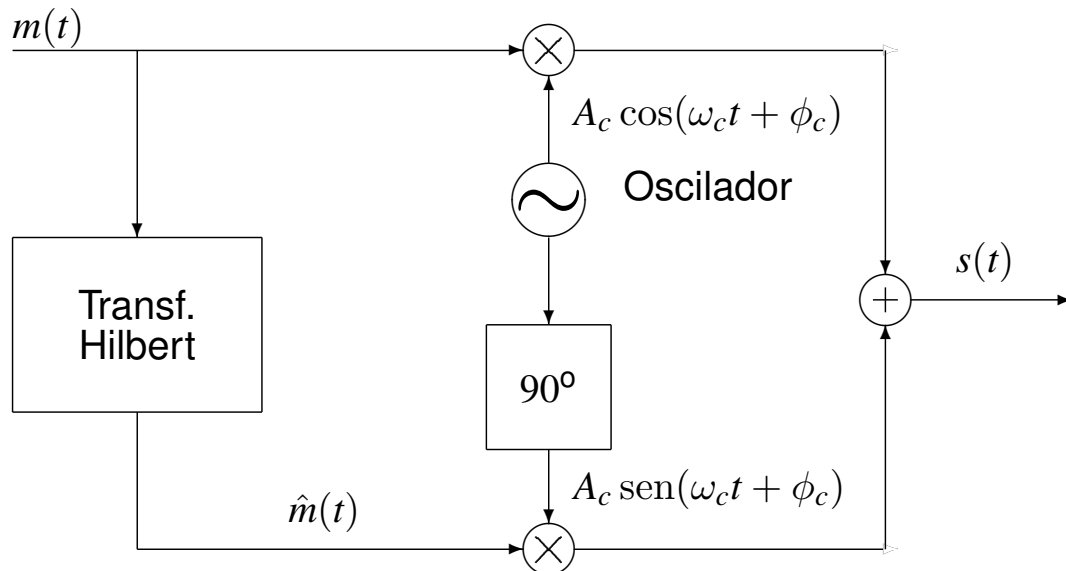 m(t)
A_c cos(ω_c t + ϕ_c)
Oscilador
s(t)
Transf.
Hilbert
90º
A_c sen(ω_c t + ϕ_c)
m̂(t)